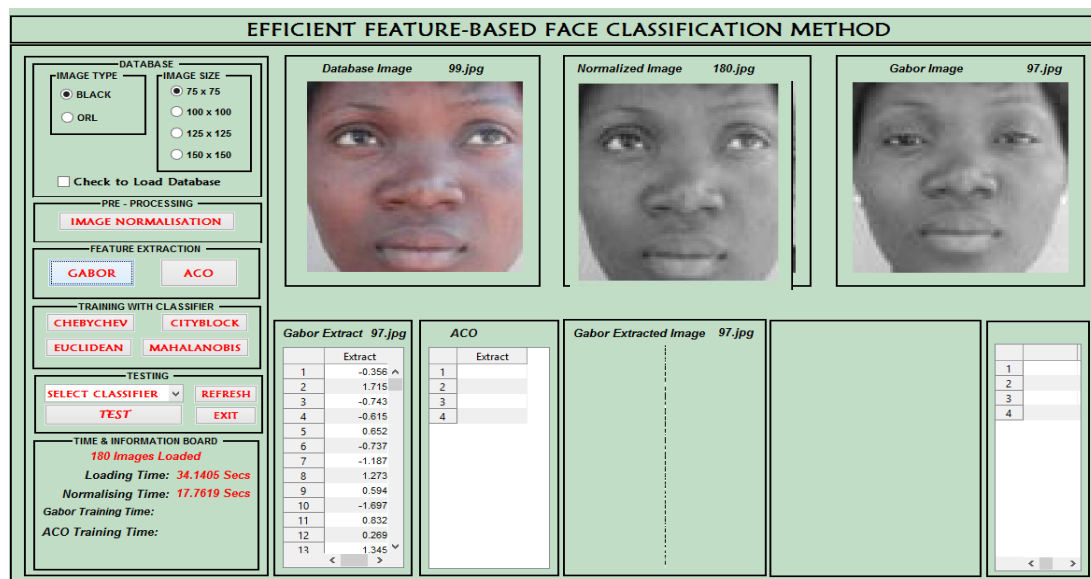 EFFICIENT FEATURE-BASED FACE CLASSIFICATION METHOD
DATABASE
IMAGE TYPE
BLACK
ORL
IMAGE SIZE
75 x 75
100 x 100
125 x 125
150 x 150
Check to Load Database
PRE - PROCESSING
IMAGE NORMALISATION
FEATURE EXTRACTION
GABOR ACO
TRAINING WITH CLASSIFIER
CHEBYCHEV CITYBLOCK
EUCLIDEAN MAHALANOBIS
TESTING
SELECT CLASSIFIER REFRESH
TEST EXIT
TIME & INFORMATION BOARD
180 Images Loaded
Loading Time: 34.1405 Secs
Normalising Time: 17.7619 Secs
Gabor Training Time:
ACO Training Time:
Database Image 99.jpg
Normalized Image 180.jpg
Gabor Image 97.jpg
Gabor Extract 97.jpg
Extract
1 -0.356
2 1.715
3 -0.743
4 -0.615
5 0.652
6 -0.737
7 -1.187
8 1.273
9 0.594
10 -1.697
11 0.832
12 0.269
13 1.345
ACO
Extract
1
2
3
4
Gabor Extracted Image 97.jpg
1
2
3
4